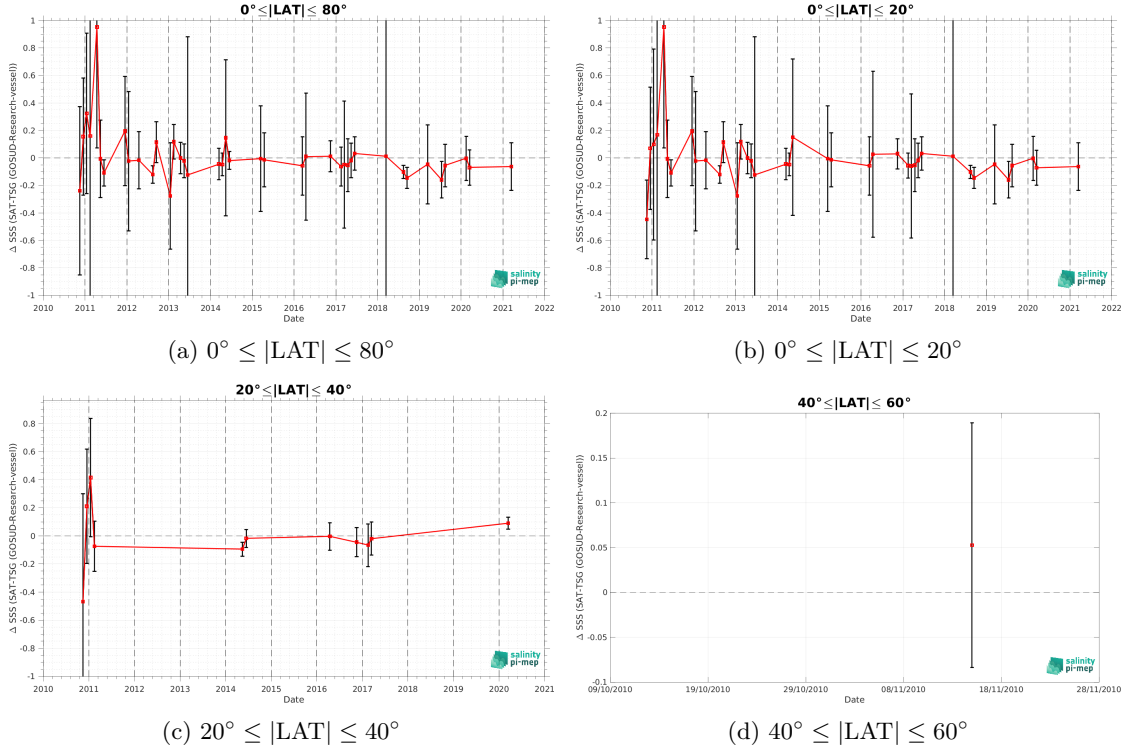 0°≤|LAT|≤ 80°
Δ SSS (SAT-TSG (GOSUD-Research-vessel))
1
0.8
0.6
0.4
0.2
0
-0.2
-0.4
-0.6
-0.8
-1
2010 2011 2012 2013 2014 2015 2016 2017 2018 2019 2020 2021 2022
Date
salinity
pi-mep
(a) 0° ≤ |LAT| ≤ 80°
0°≤|LAT|≤ 20°
Δ SSS (SAT-TSG (GOSUD-Research-vessel))
1
0.8
0.6
0.4
0.2
0
-0.2
-0.4
-0.6
-0.8
-1
2010 2011 2012 2013 2014 2015 2016 2017 2018 2019 2020 2021 2022
Date
salinity
pi-mep
(b) 0° ≤ |LAT| ≤ 20°
20°≤|LAT|≤ 40°
Δ SSS (SAT-TSG (GOSUD-Research-vessel))
0.8
0.6
0.4
0.2
0
-0.2
-0.4
-0.6
-0.8
-1
2010 2011 2012 2013 2014 2015 2016 2017 2018 2019 2020 2021
Date
salinity
pi-mep
(c) 20° ≤ |LAT| ≤ 40°
40°≤|LAT|≤ 60°
Δ SSS (SAT-TSG (GOSUD-Research-vessel))
0.2
0.15
0.1
0.05
0
-0.05
-0.1
09/10/2010 19/10/2010 29/10/2010 08/11/2010 18/11/2010 28/11/2010
Date
salinity
pi-mep
(d) 40° ≤ |LAT| ≤ 60°